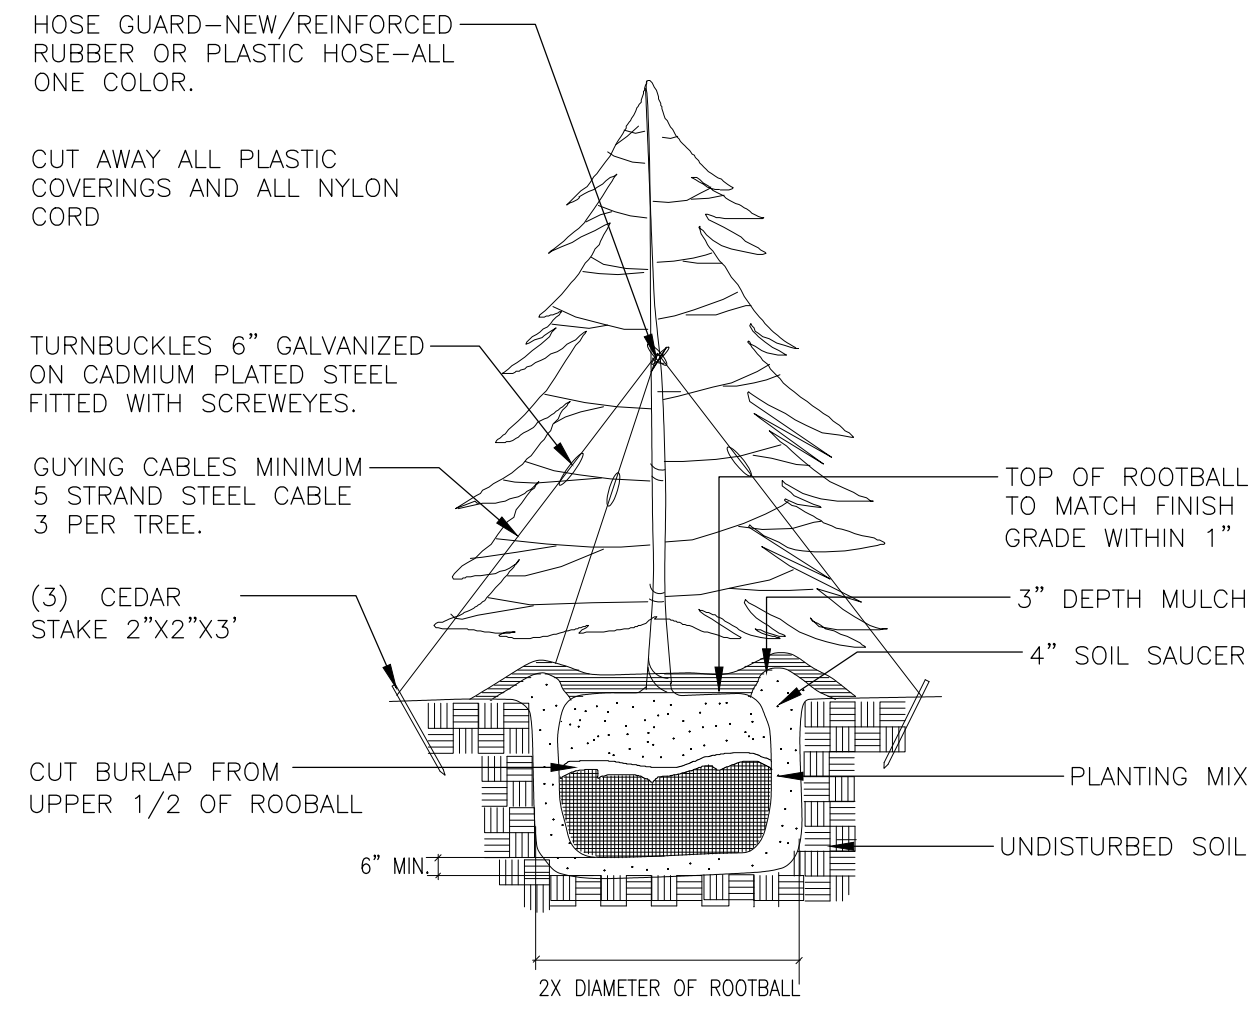 HOSE GUARD-NEW/REINFORCED
RUBBER OR PLASTIC HOSE-ALL
ONE COLOR.
CUT AWAY ALL PLASTIC
COVERINGS AND ALL NYLON
CORD
TURNBUCKLES 6" GALVANIZED
ON CADMIUM PLATED STEEL
FITTED WITH SCREWEYES.
GUYING CABLES MINIMUM
5 STRAND STEEL CABLE
3 PER TREE.
(3) CEDAR
STAKE 2"X2"X3'
CUT BURLAP FROM
UPPER 1/2 OF ROOBALL
6" MIN.
2X DIAMETER OF ROOTBALL
TOP OF ROOTBALL
TO MATCH FINISH
GRADE WITHIN 1"
3" DEPTH MULCH
4" SOIL SAUCER
PLANTING MIX
UNDISTURBED SOIL